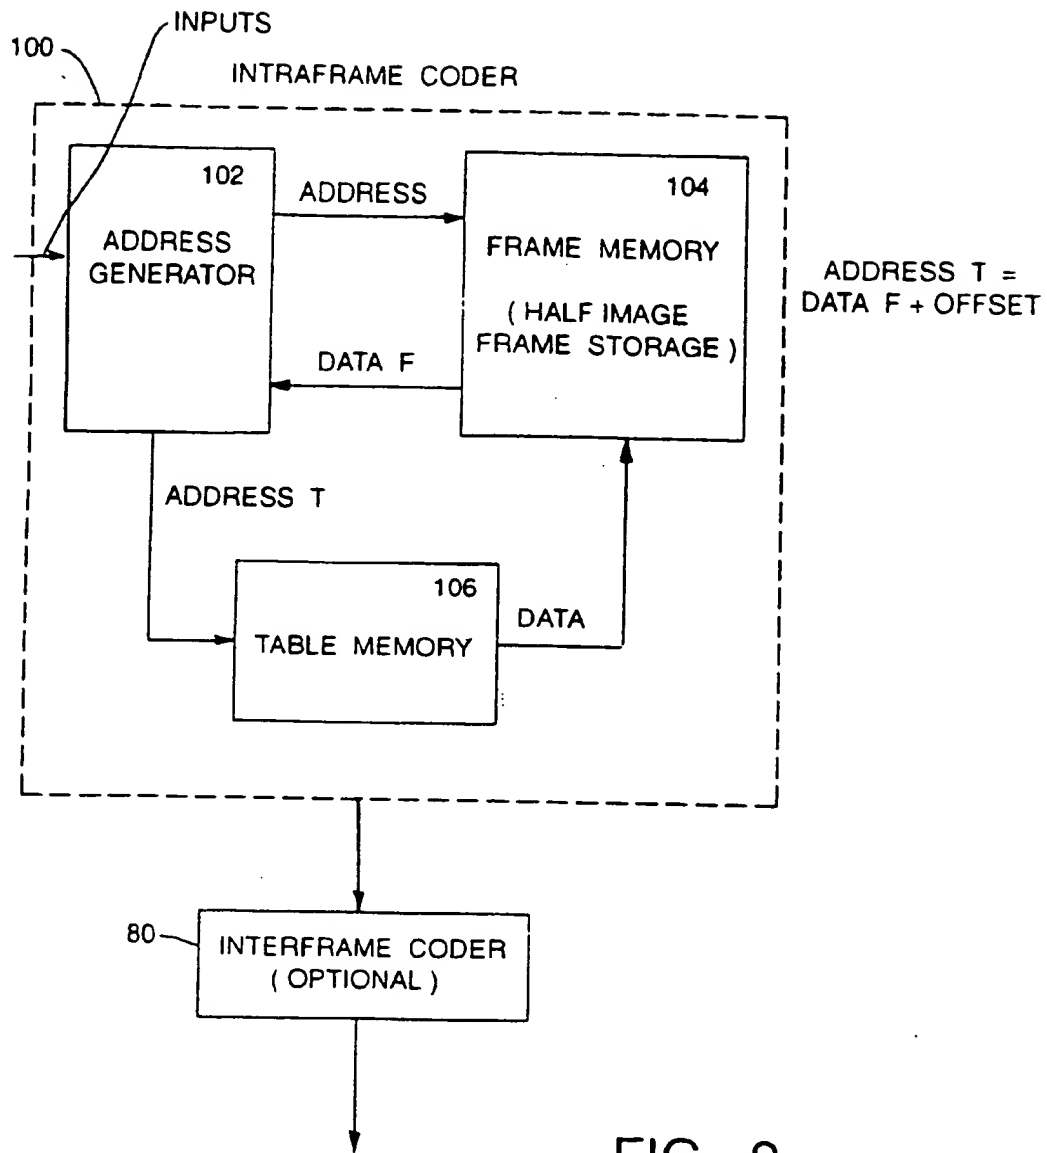 INPUTS
100
INTRAFRAME CODER
102
ADDRESS
GENERATOR
ADDRESS
104
FRAME MEMORY
( HALF IMAGE
FRAME STORAGE )
DATA F
ADDRESS T =
DATA F + OFFSET
ADDRESS T
106
TABLE MEMORY
DATA
80
INTERFRAME CODER
( OPTIONAL )
FIG.